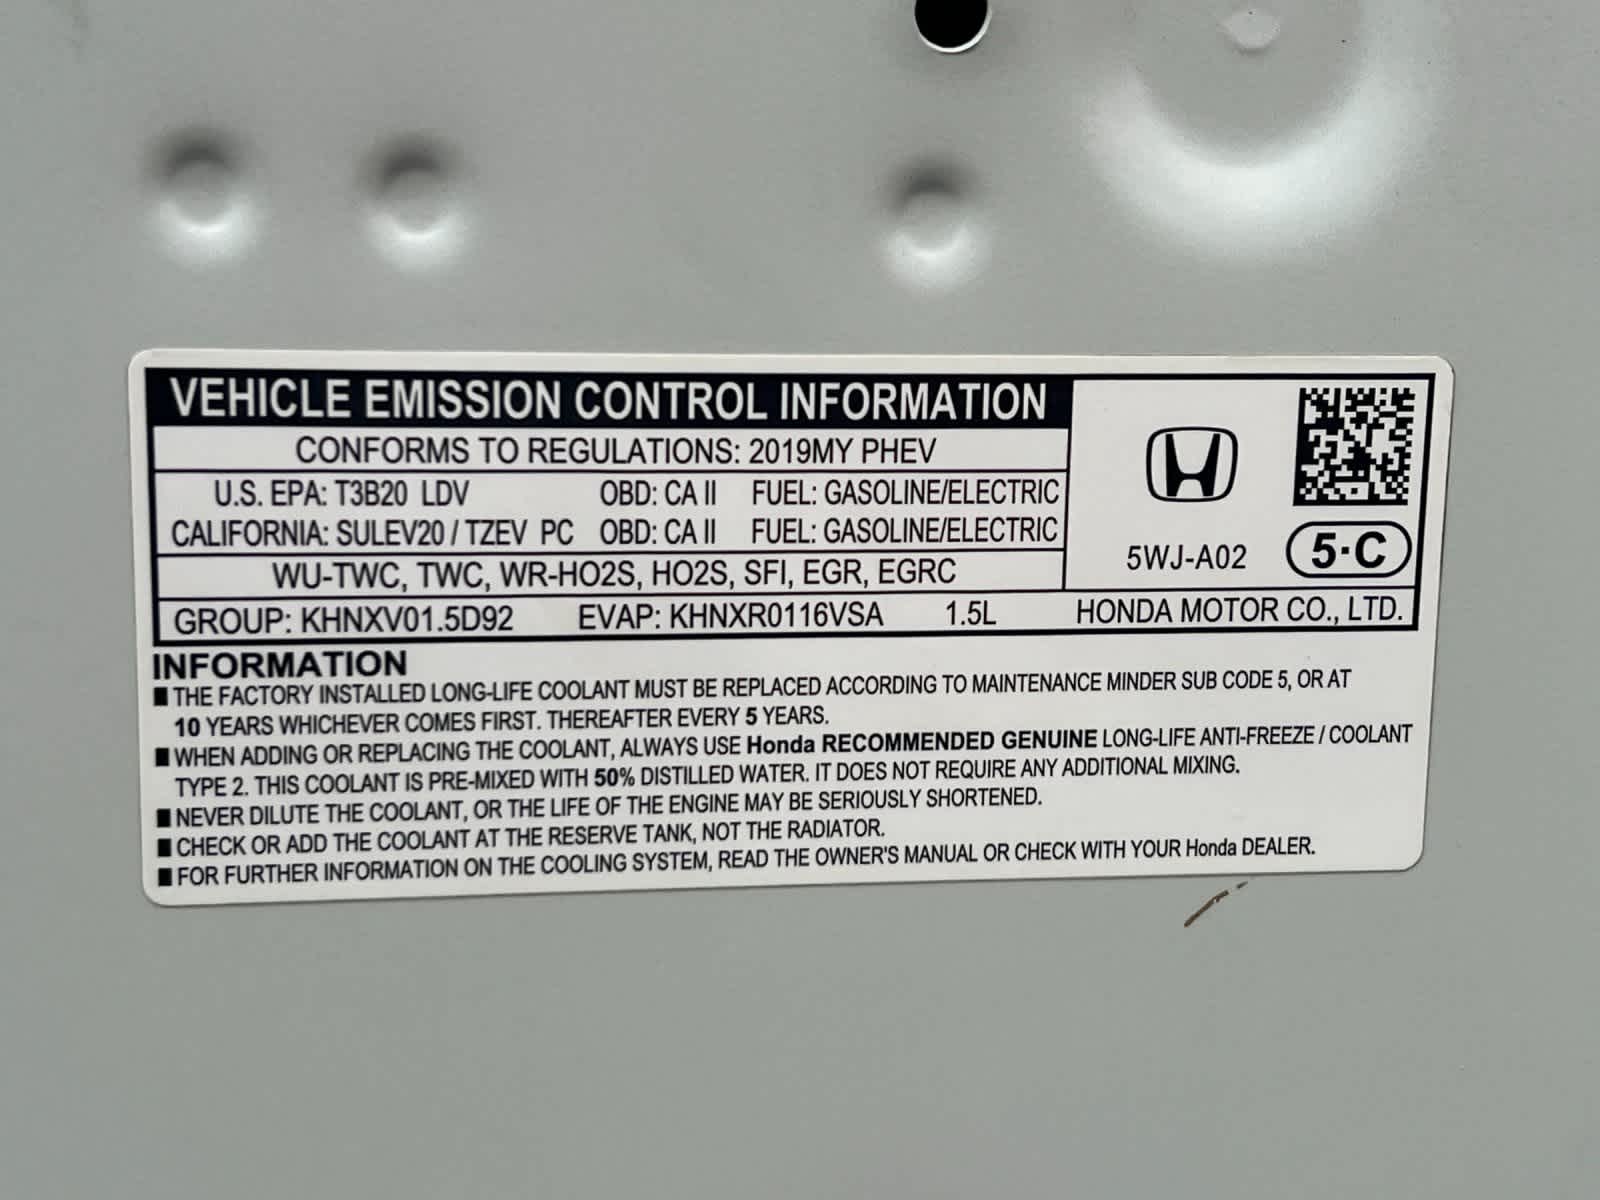 VEHICLE EMISSION CONTROL INFORMATION
CONFORMS TO REGULATIONS: 2019MY PHEV
U.S. EPA: T3B20 LDV OBD: CA II FUEL: GASOLINE/ELECTRIC
CALIFORNIA: SULEV20 / TZEV PC OBD: CA II FUEL: GASOLINE/ELECTRIC
WU-TWC, TWC, WR-HO2S, HO2S, SFI, EGR, EGRC
5WJ-A02
5·C
GROUP: KHNXV01.5D92 EVAP: KHNXR0116VSA 1.5L HONDA MOTOR CO., LTD.
INFORMATION
■ THE FACTORY INSTALLED LONG-LIFE COOLANT MUST BE REPLACED ACCORDING TO MAINTENANCE MINDER SUB CODE 5, OR AT
10 YEARS WHICHEVER COMES FIRST. THEREAFTER EVERY 5 YEARS.
■ WHEN ADDING OR REPLACING THE COOLANT, ALWAYS USE Honda RECOMMENDED GENUINE LONG-LIFE ANTI-FREEZE / COOLANT
TYPE 2. THIS COOLANT IS PRE-MIXED WITH 50% DISTILLED WATER. IT DOES NOT REQUIRE ANY ADDITIONAL MIXING.
■ NEVER DILUTE THE COOLANT, OR THE LIFE OF THE ENGINE MAY BE SERIOUSLY SHORTENED.
■ CHECK OR ADD THE COOLANT AT THE RESERVE TANK, NOT THE RADIATOR.
■ FOR FURTHER INFORMATION ON THE COOLING SYSTEM, READ THE OWNER'S MANUAL OR CHECK WITH YOUR Honda DEALER.